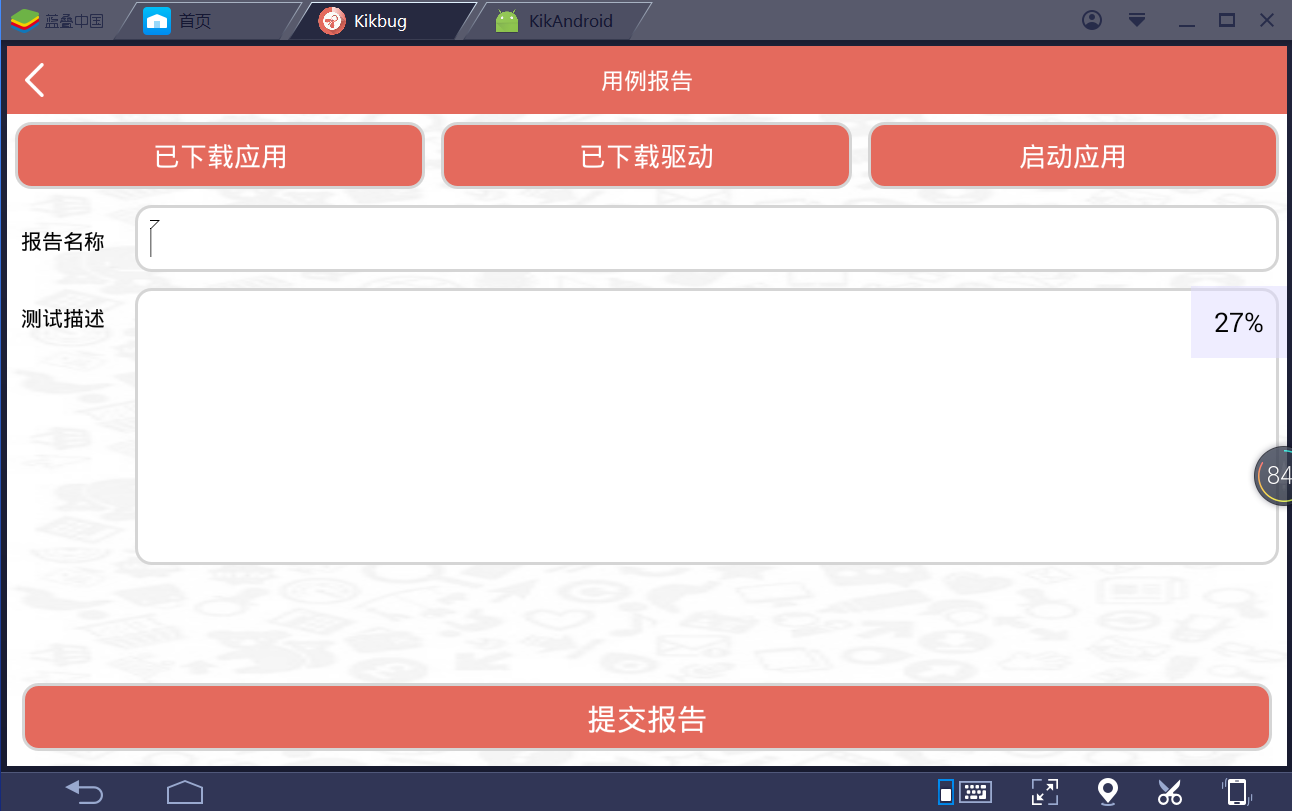 蓝叠中国
首页
Kikbug
KikAndroid
用例报告
已下载应用
已下载驱动
启动应用
报告名称
测试描述
27%
84
提交报告